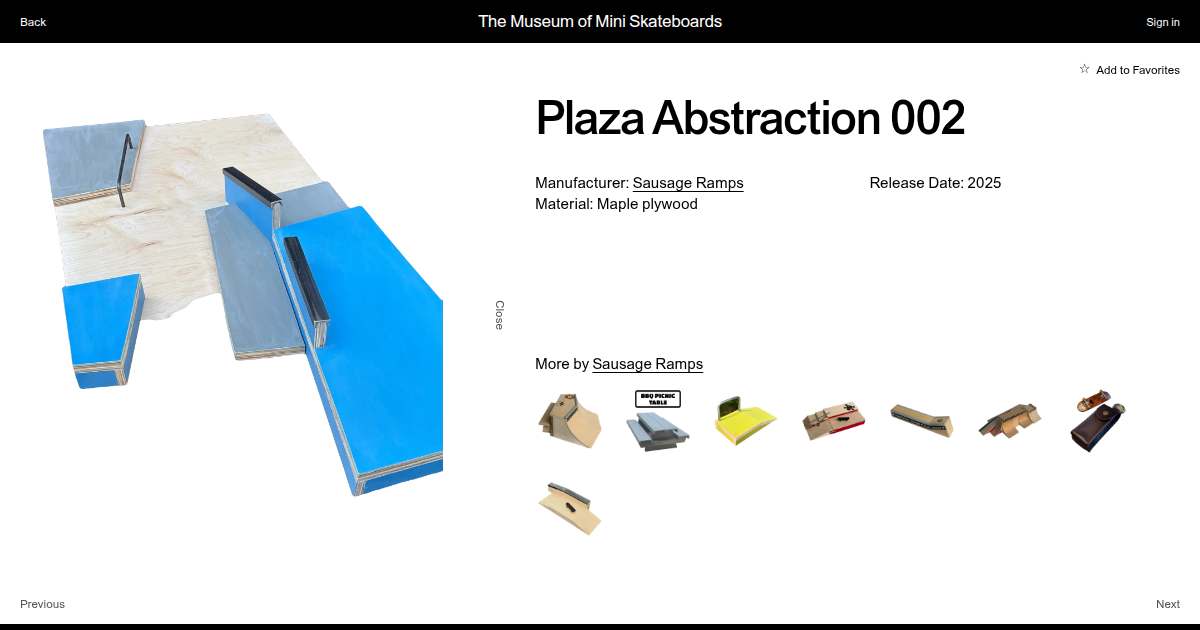 Back
The Museum of Mini Skateboards
Sign in
☆ Add to Favorites
Plaza Abstraction 002
Manufacturer: Sausage Ramps
Release Date: 2025
Material: Maple plywood
Close
More by Sausage Ramps
BBQ PICNIC
TABLE
Previous
Next